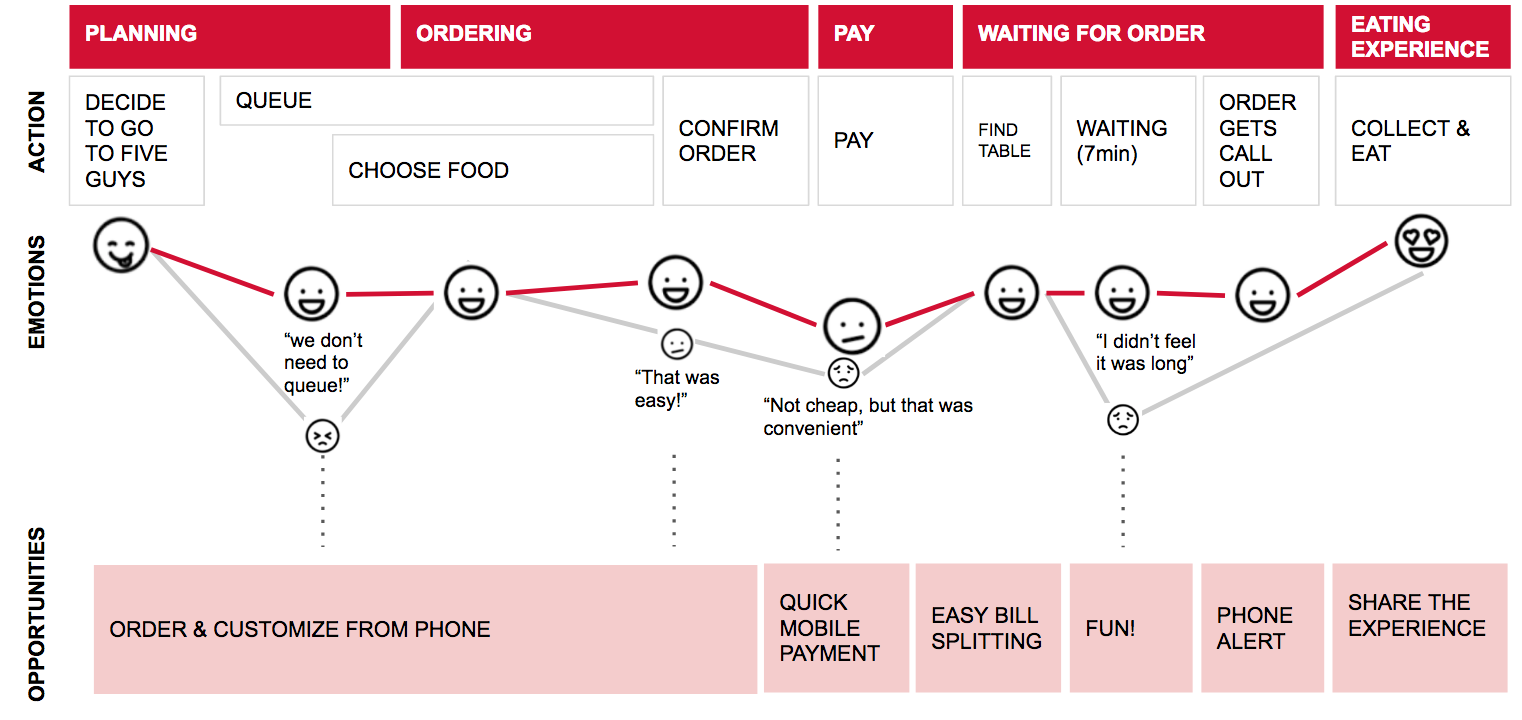 PLANNING
ORDERING
PAY
WAITING FOR ORDER
EATING
EXPERIENCE
ACTION
DECIDE
TO GO
TO FIVE
GUYS
QUEUE
CHOOSE FOOD
CONFIRM
ORDER
PAY
FIND
TABLE
WAITING
(7min)
ORDER
GETS
CALL
OUT
COLLECT &
EAT
EMOTIONS
“we don’t
need to
queue!”
“That was
easy!”
“Not cheap, but that was
convenient”
“I didn’t feel
it was long”
OPPORTUNITIES
ORDER & CUSTOMIZE FROM PHONE
QUICK
MOBILE
PAYMENT
EASY BILL
SPLITTING
FUN!
PHONE
ALERT
SHARE THE
EXPERIENCE